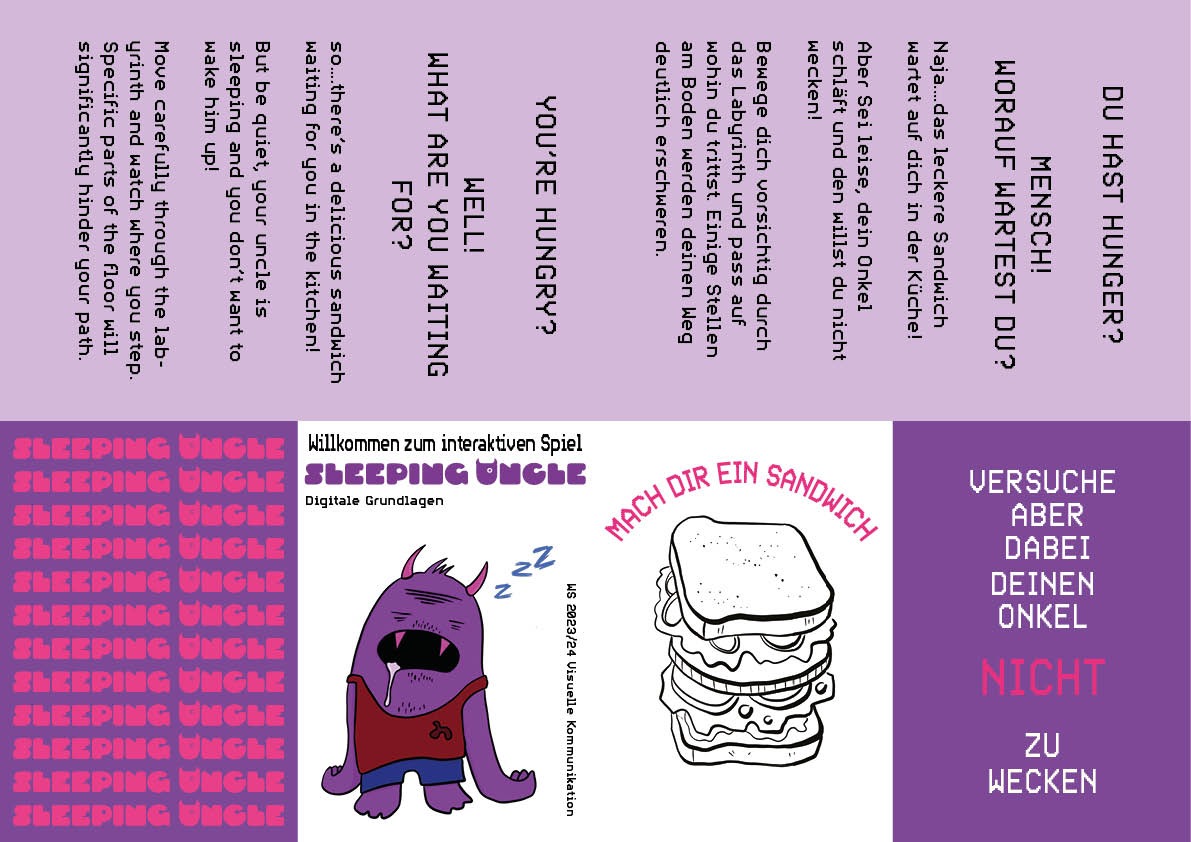 DU HAST HUNGER?
MENSCH!
WORAUF WARTEST DU?
Naja....das leckere Sandwich
wartet auf dich in der Küche!
Aber Sei leise, dein Onkel
schläft und den willst du nicht
wecken!
Bewege dich vorsichtig durch
das Labyrinth und pass auf
wohin du trittst. Einige Stellen
am Boden werden deinen Weg
deutlich erschweren.
YOU'RE HUNGRY?
WELL!
WHAT ARE YOU WAITING
FOR?
so....there's a delicious sandwich
waiting for you in the kitchen!
But be quiet, your uncle is
sleeping and you don't want to
wake him up!
Move carefully through the lab-
yrinth and watch where you step.
Specific parts of the floor will
significantly hinder your path.
SLEEPING UNCLE
SLEEPING UNCLE
SLEEPING UNCLE
SLEEPING UNCLE
SLEEPING UNCLE
SLEEPING UNCLE
SLEEPING UNCLE
SLEEPING UNCLE
SLEEPING UNCLE
SLEEPING UNCLE
SLEEPING UNCLE
SLEEPING UNCLE
Willkommen zum interaktiven Spiel
SLEEPING UNCLE
Digitale Grundlagen
z z z
WS 2023/24 Visuelle Kommunikation
MACH DIR EIN SANDWICH
VERSUCHE
ABER
DABEI
DEINEN
ONKEL
NICHT
ZU
WECKEN